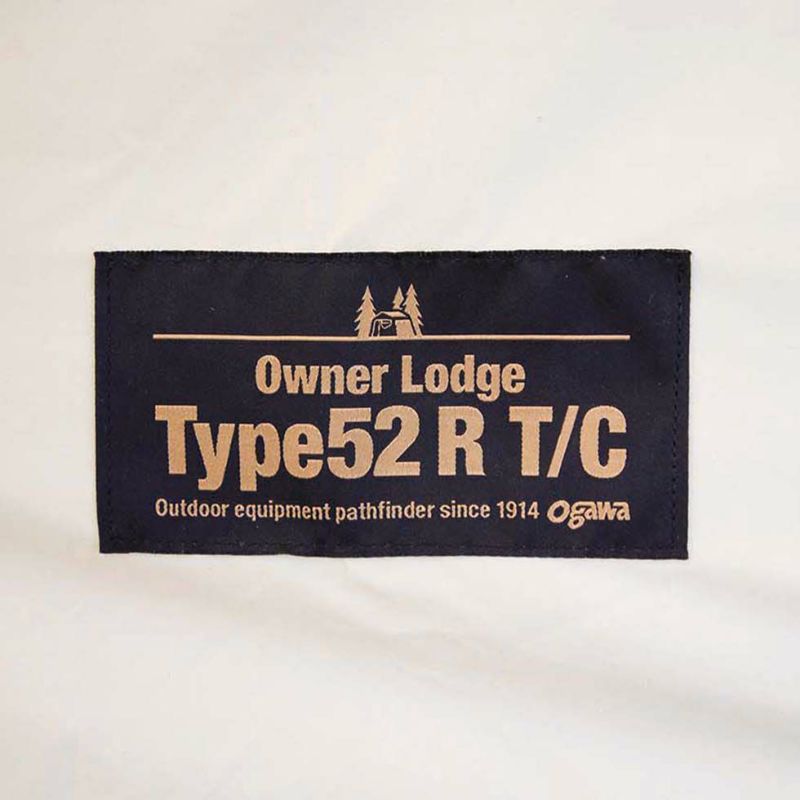 Owner Lodge
Type52 R T/C
Outdoor equipment pathfinder since 1914 ogawa